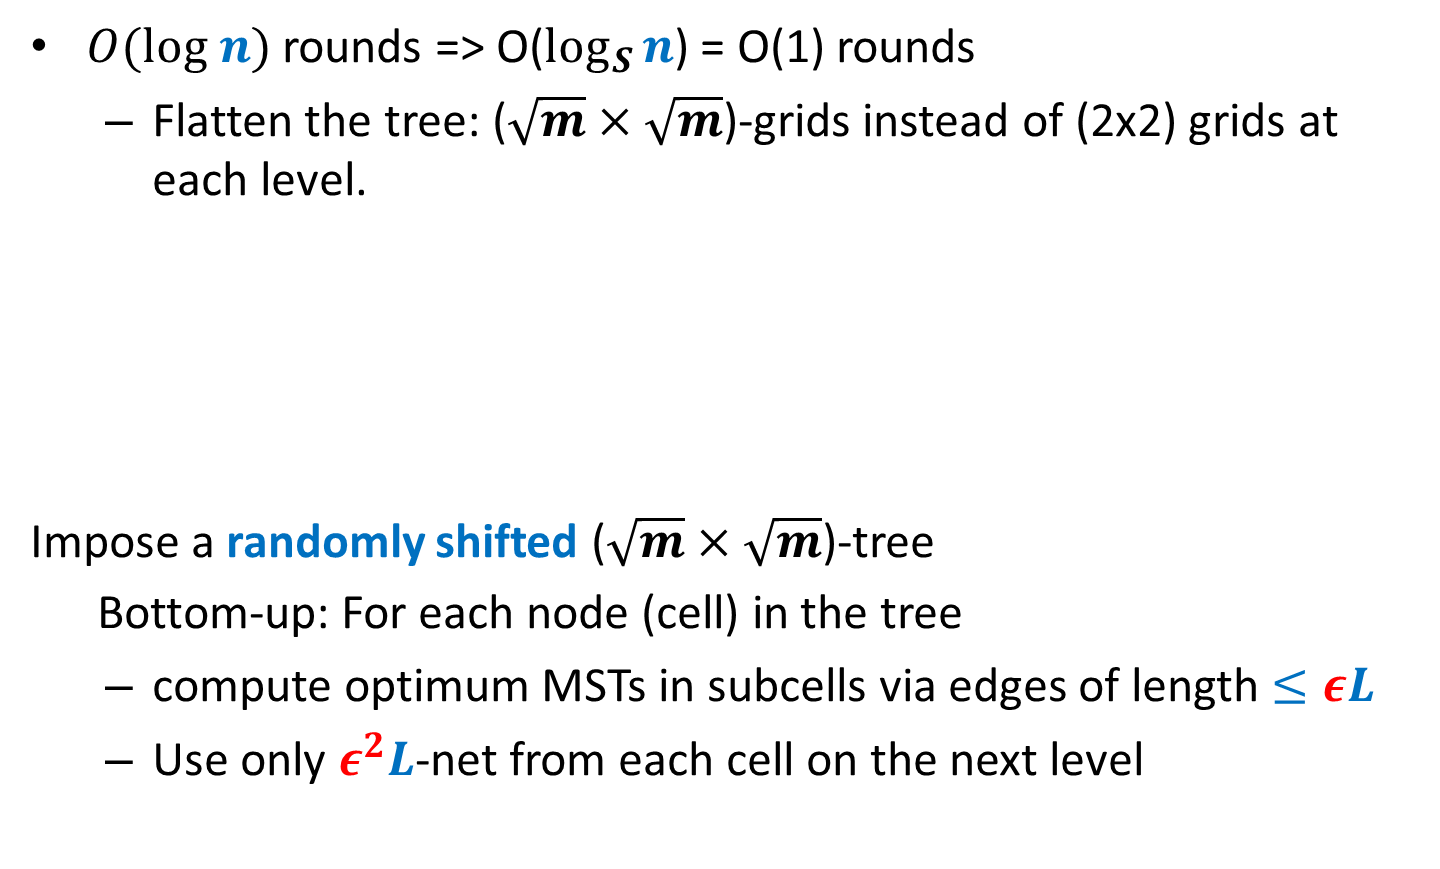 • O(log n) rounds => O(log_S n) = O(1) rounds
– Flatten the tree: (√m × √m)-grids instead of (2x2) grids at
each level.
Impose a randomly shifted (√m × √m)-tree
Bottom-up: For each node (cell) in the tree
– compute optimum MSTs in subcells via edges of length ≤ ϵL
– Use only ϵ²L-net from each cell on the next level